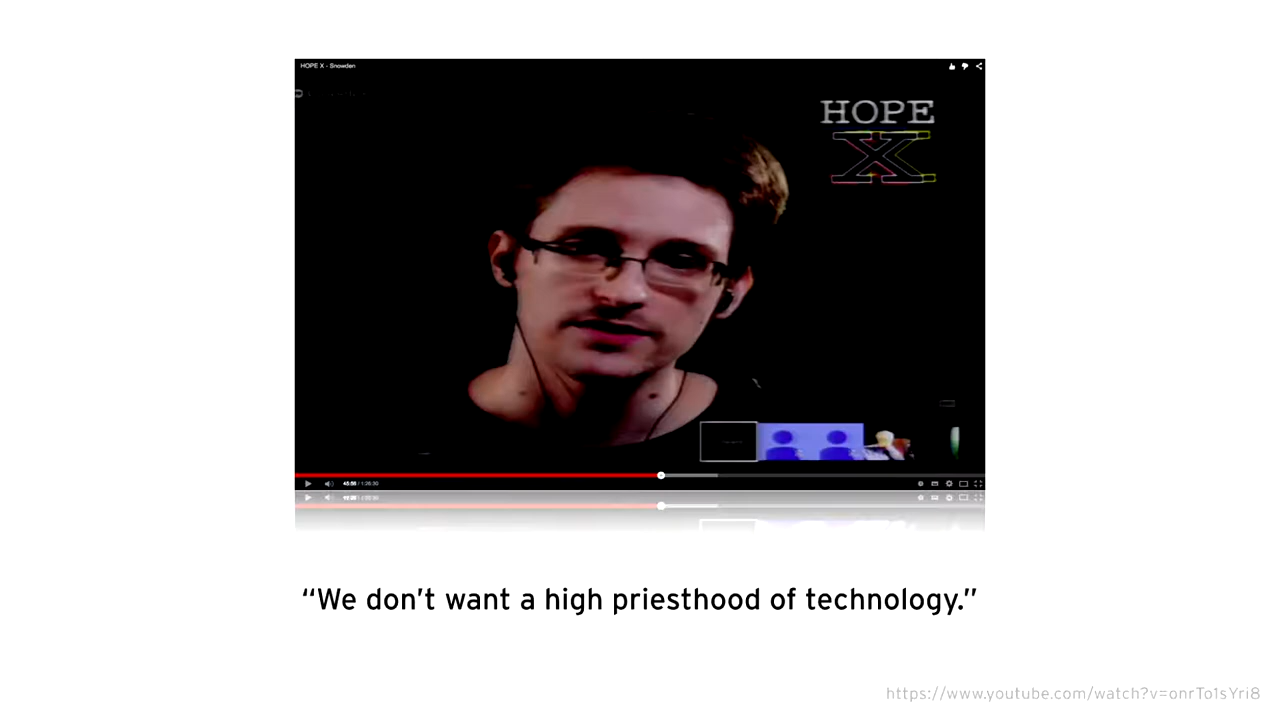 HOPE X - Snowden
HOPE
X
45:56 / 1:26:30
“We don’t want a high priesthood of technology.”
https://www.youtube.com/watch?v=onrTo1sYri8